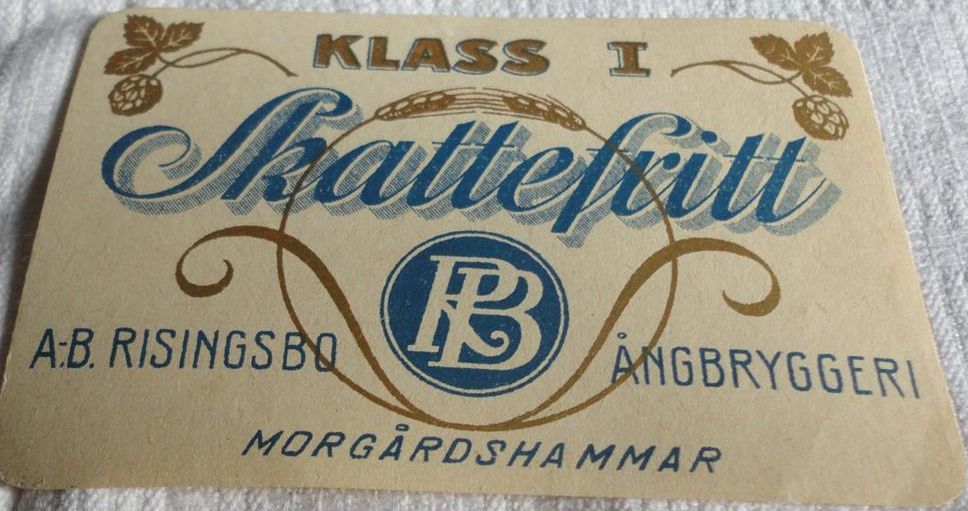 KLASS I
Skattefritt
RB
A.-B. RISINGSBO ÅNGBRYGGERI
MORGÅRDSHAMMAR